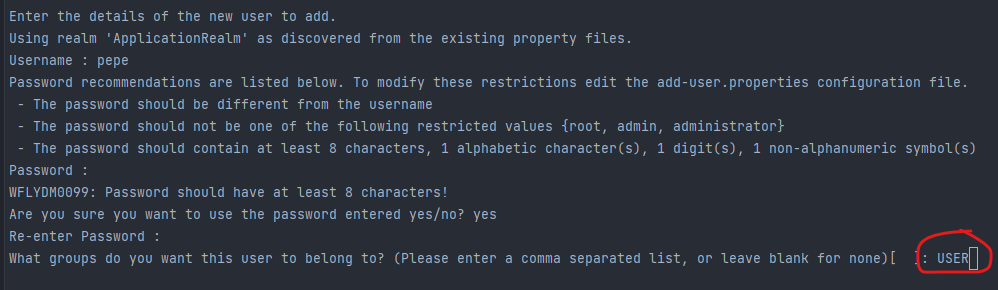 Enter the details of the new user to add.
Using realm 'ApplicationRealm' as discovered from the existing property files.
Username : pepe
Password recommendations are listed below. To modify these restrictions edit the add-user.properties configuration file.
 - The password should be different from the username
 - The password should not be one of the following restricted values {root, admin, administrator}
 - The password should contain at least 8 characters, 1 alphabetic character(s), 1 digit(s), 1 non-alphanumeric symbol(s)
Password :
WFLYDM0099: Password should have at least 8 characters!
Are you sure you want to use the password entered yes/no? yes
Re-enter Password :
What groups do you want this user to belong to? (Please enter a comma separated list, or leave blank for none)[  ]: USER